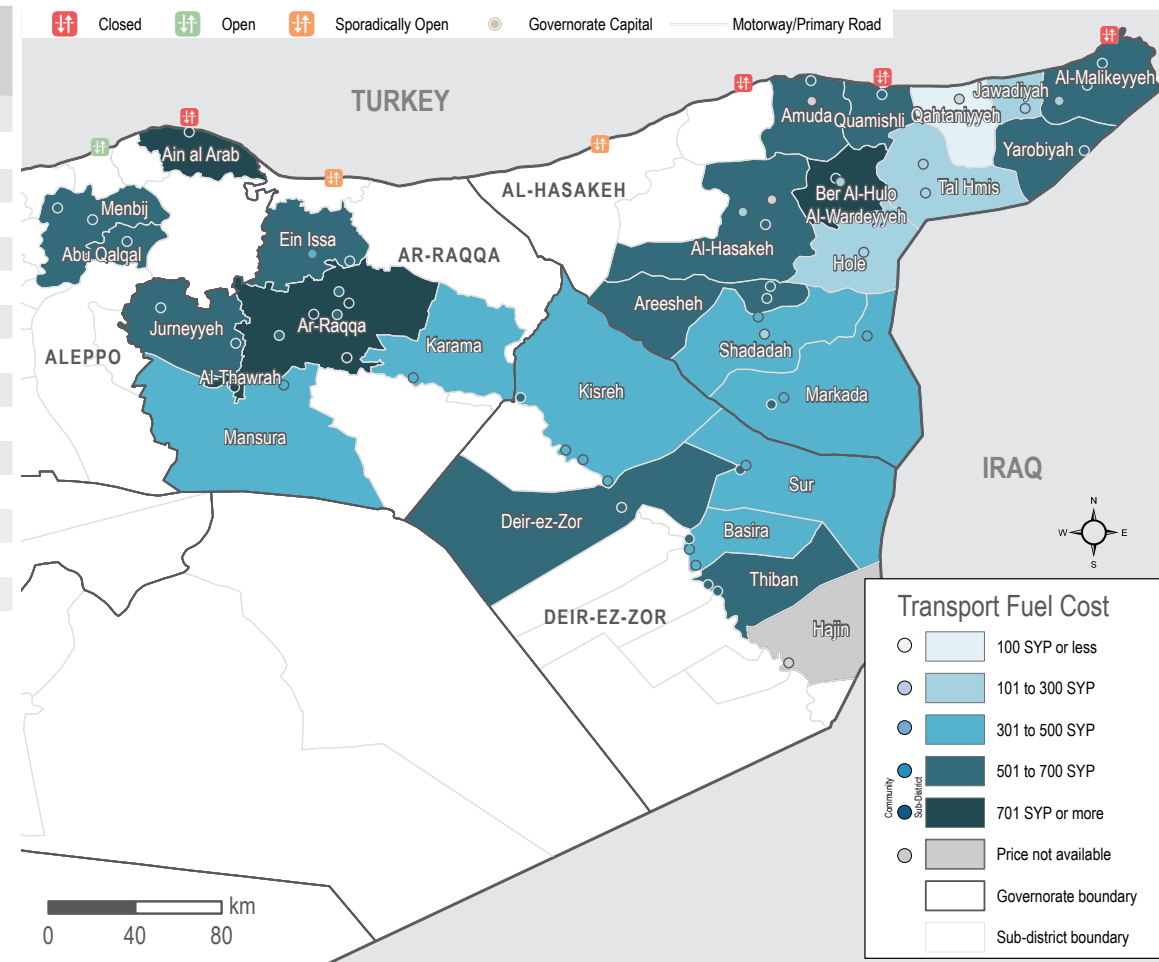 Closed
Open
Sporadically Open
Governorate Capital
Motorway/Primary Road
TURKEY
Ain al Arab
Menbij
Abu Qalqal
Ein Issa
AL-HASAKEH
AR-RAQQA
Amuda
Quamishli
Qahtaniyyeh
Jawadiyah
Al-Malikeyyeh
Yarobiyah
Ber Al-Hulo
Al-Wardeyyeh
Tal Hmis
Al-Hasakeh
Hole
Jurneyyeh
Ar-Raqqa
Areesheh
ALEPPO
Karama
Shadadah
Al-Thawrah
Kisreh
Markada
Mansura
IRAQ
Sur
Deir-ez-Zor
Basira
Thiban
DEIR-EZ-ZOR
Hajin
N
W
E
S
Transport Fuel Cost
100 SYP or less
101 to 300 SYP
301 to 500 SYP
501 to 700 SYP
701 SYP or more
Price not available
Governorate boundary
Sub-district boundary
Community
Sub-District
km
0
40
80